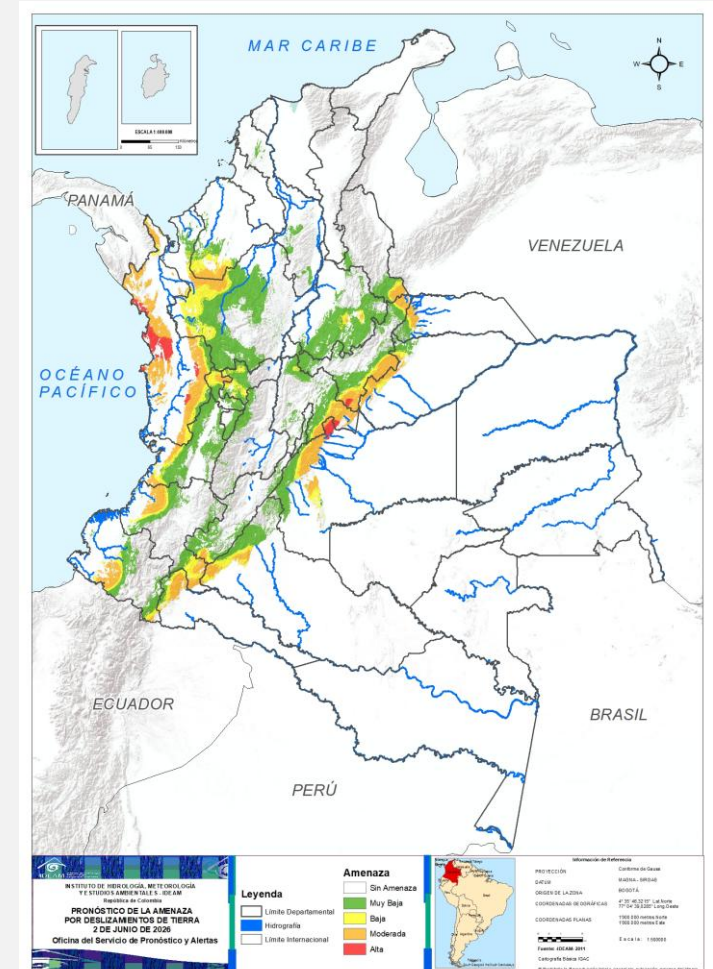 MAR CARIBE
N
W
E
S
PANAMÁ
VENEZUELA
OCÉANO
PACÍFICO
ECUADOR
BRASIL
PERÚ
IDEAM
INSTITUTO DE HIDROLOGÍA, METEOROLOGÍA
Y ESTUDIOS AMBIENTALES - IDEAM
República de Colombia
PRONÓSTICO DE LA AMENAZA
POR DESLIZAMIENTOS DE TIERRA
2 DE JUNIO DE 2026
Oficina del Servicio de Pronóstico y Alertas
Leyenda
Límite Departamental
Hidrografía
Límite Internacional
Amenaza
Sin Amenaza
Muy Baja
Baja
Moderada
Alta
Información de Referencia
PROYECCIÓN
Conforme de Gauss
DATUM
MAGNA - SIRGAS
ORIGEN DE LA ZONA
BOGOTÁ
COORDENADAS GEOGRÁFICAS
COORDENADAS PLANAS
Fuente: IDEAM 2011
Cartografía Básica IGAC